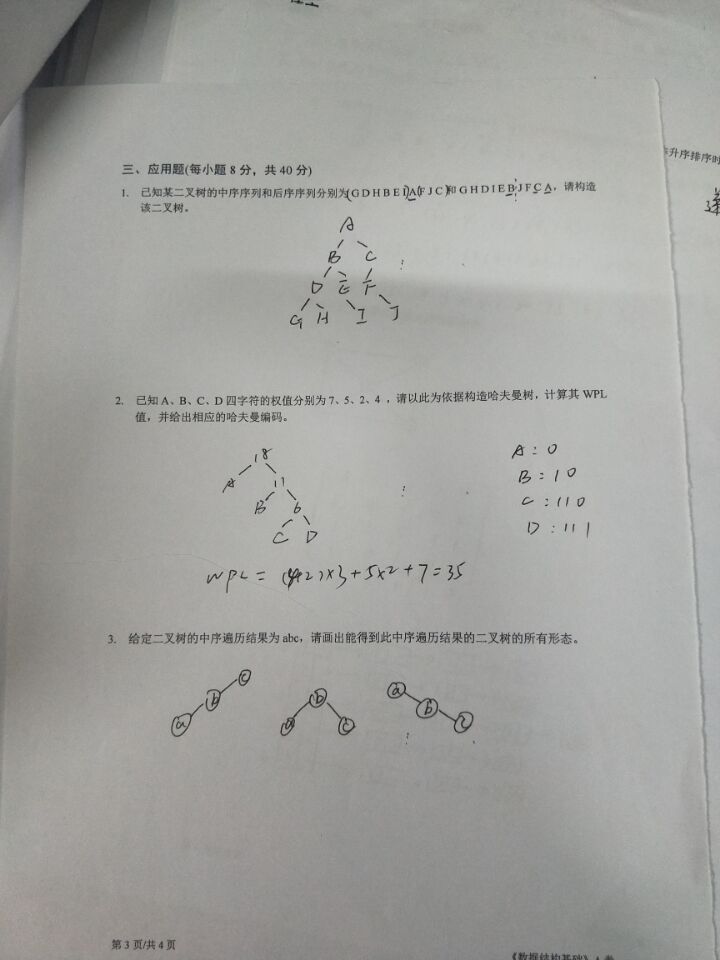 升序排序时
三、应用题(每小题 8 分，共 40 分)
1. 已知某二叉树的中序序列和后序序列分别为(G D H B E I)A(F J C)和 G H D I E B J F C A，请构造
该二叉树。
A
B C
D E F
G H I J
2. 已知 A、B、C、D 四字符的权值分别为 7、5、2、4 ，请以此为依据构造哈夫曼树，计算其 WPL
值，并给出相应的哈夫曼编码。
18
A 11
B 6
C D
A : 0
B : 10
C : 110
D : 111
WPL = (4+2)×3+5×2+7=35
3. 给定二叉树的中序遍历结果为 abc，请画出能得到此中序遍历结果的二叉树的所有形态。
c
b
a
b
a c
a
b
c
第 3 页/共 4 页
《数据结构基础》A 卷